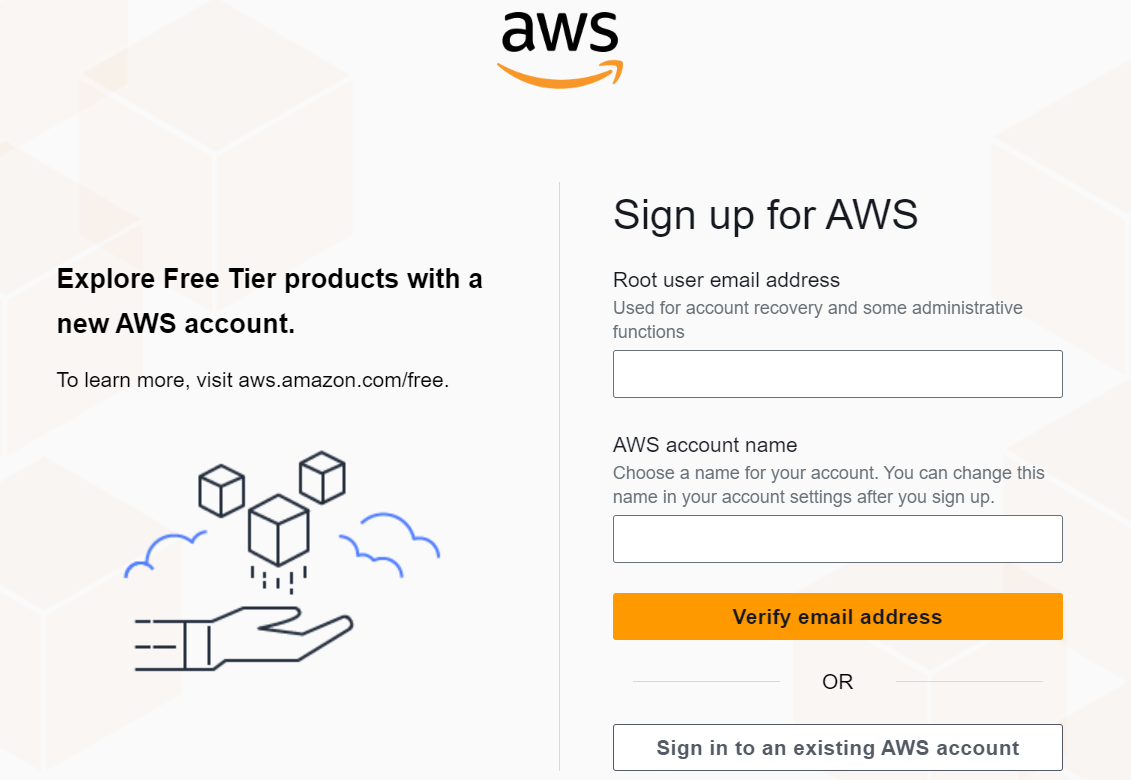 aws
Explore Free Tier products with a
new AWS account.
To learn more, visit aws.amazon.com/free.
Sign up for AWS
Root user email address
Used for account recovery and some administrative
functions
AWS account name
Choose a name for your account. You can change this
name in your account settings after you sign up.
Verify email address
OR
Sign in to an existing AWS account